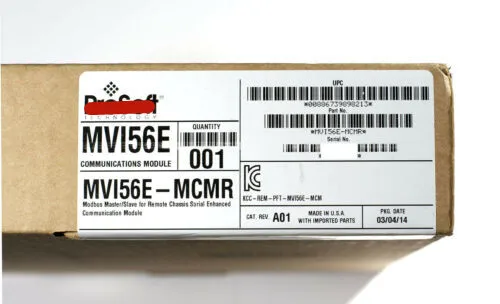 ProSoft
TECHNOLOGY
MVI56E
COMMUNICATIONS MODULE
QUANTITY
001
MVI56E-MCMR
Modbus Master/Slave for Remote Chassis Serial Enhanced
Communication Module
UPC
*00886739898213*
Part No.
*MVI56E-MCMR*
Serial No.
KCC-REM-PFT-MVI56E-MCM
CAT. REV. A01
MADE IN U.S.A.
WITH IMPORTED PARTS
PKG. DATE
03/04/14